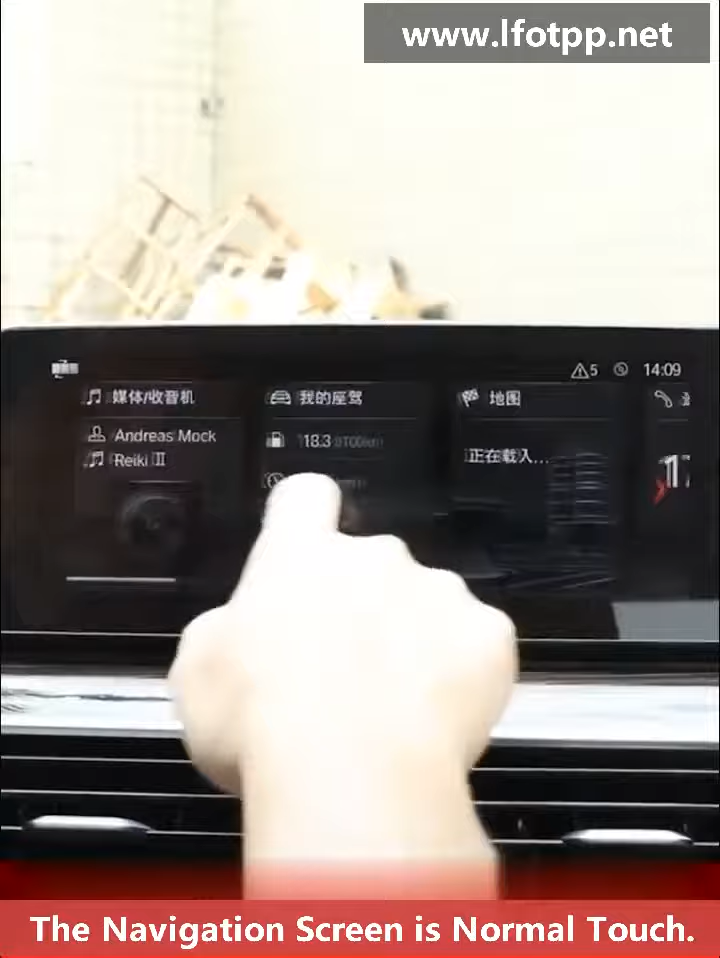 www.lfotpp.net
5
14:09
媒体/收音机
我的座驾
地图
Andreas Mock
Reiki II
118.3
正在载入...
The Navigation Screen is Normal Touch.